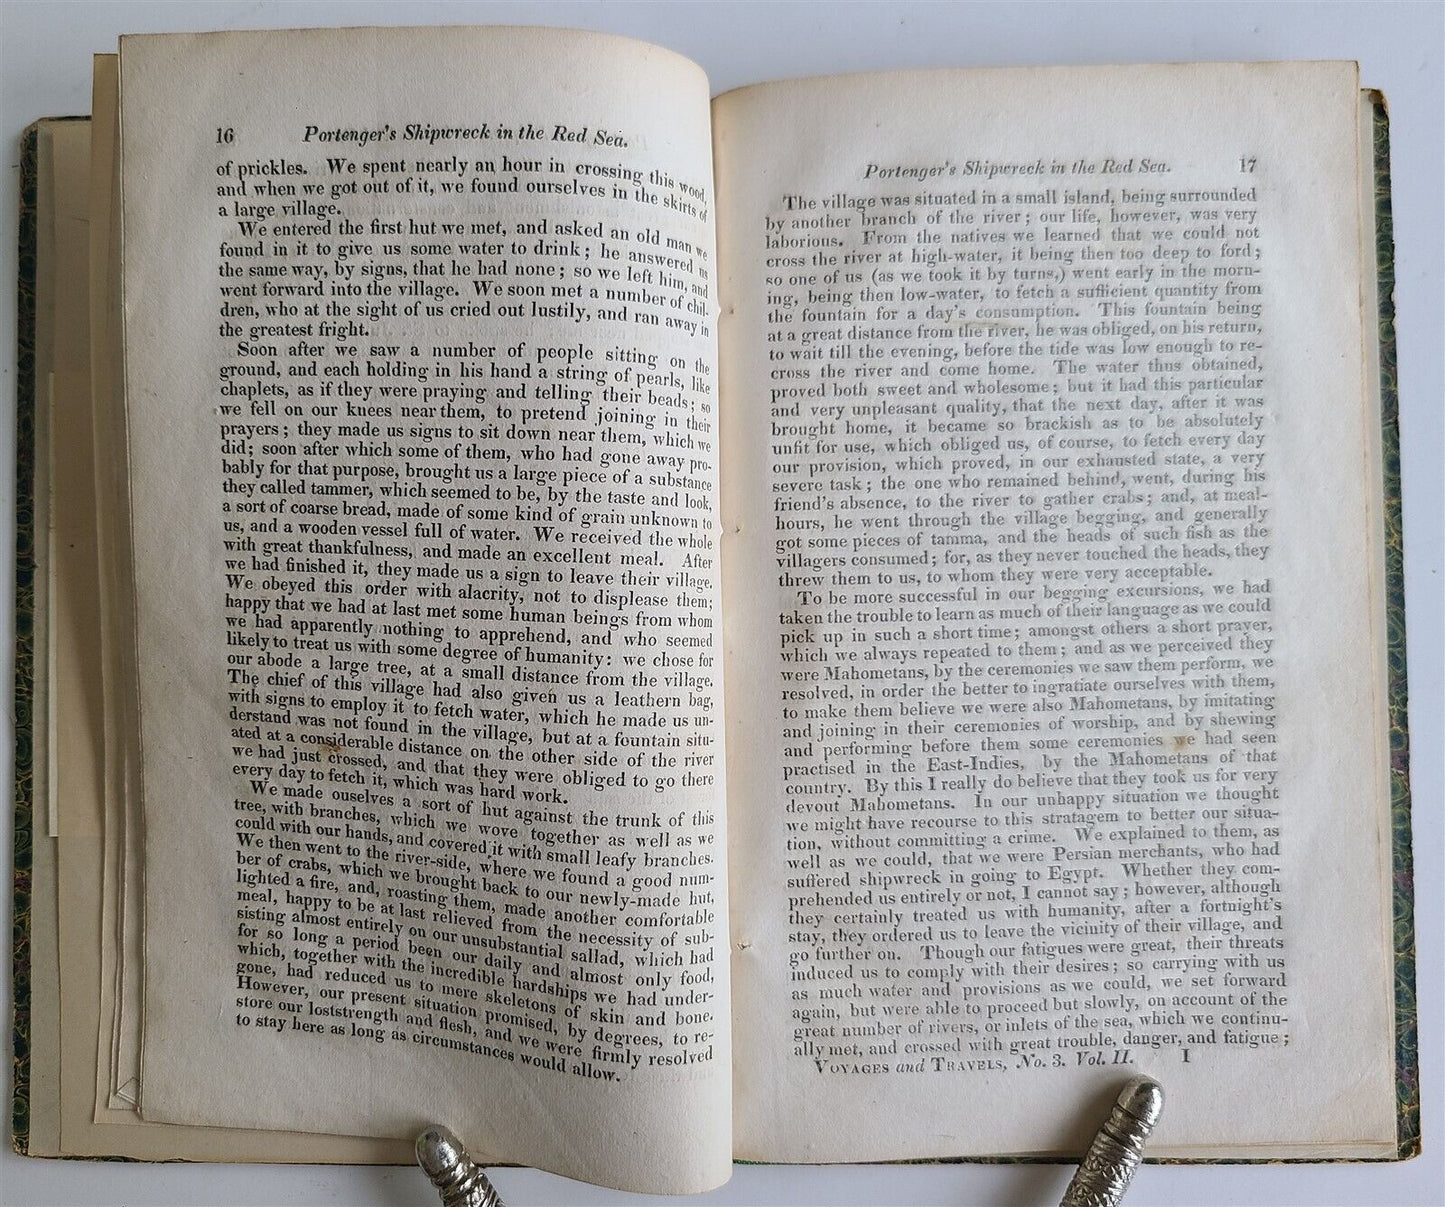 16 Portenger's Shipwreck in the Red Sea.
of prickles. We spent nearly an hour in crossing this wood,
and when we got out of it, we found ourselves in the skirts of
a large village.
We entered the first hut we met, and asked an old man we
found in it to give us some water to drink; he answered us
the same way, by signs, that he had none; so we left him, and
went forward into the village. We soon met a number of chil-
dren, who at the sight of us cried out lustily, and ran away in
the greatest fright.
Soon after we saw a number of people sitting on the
ground, and each holding in his hand a string of pearls, like
chaplets, as if they were praying and telling their beads; so
we fell on our knees near them, to pretend joining in their
prayers; they made us signs to sit down near them, which we
did; soon after which some of them, who had gone away pro-
bably for that purpose, brought us a large piece of a substance
they called tammer, which seemed to be, by the taste and look,
a sort of coarse bread, made of some kind of grain unknown to
us, and a wooden vessel full of water. We received the whole
with great thankfulness, and made an excellent meal. After
we had finished it, they made us a sign to leave their village.
We obeyed this order with alacrity, not to displease them;
happy that we had at last met some human beings from whom
we had apparently nothing to apprehend, and who seemed
likely to treat us with some degree of humanity: we chose for
our abode a large tree, at a small distance from the village.
The chief of this village had also given us a leathern bag,
with signs to employ it to fetch water, which he made us un-
derstand was not found in the village, but at a fountain situ-
ated at a considerable distance on the other side of the river
we had just crossed, and that they were obliged to go there
every day to fetch it, which was hard work.
We made ouselves a sort of hut against the trunk of this
tree, with branches, which we wove together as well as we
could with our hands, and covered it with small leafy branches.
We then went to the river-side, where we found a good num-
ber of crabs, which we brought back to our newly-made hut,
lighted a fire, and, roasting them, made another comfortable
meal, happy to be at last relieved from the necessity of sub-
sisting almost entirely on our unsubstantial sallad, which had
for so long a period been our daily and almost only food,
which, together with the incredible hardships we had under-
gone, had reduced us to mere skeletons of skin and bone.
However, our present situation promised, by degrees, to re-
store our loststrength and flesh, and we were firmly resolved
to stay here as long as circumstances would allow.
Portenger's Shipwreck in the Red Sea. 17
The village was situated in a small island, being surrounded
by another branch of the river; our life, however, was very
laborious. From the natives we learned that we could not
cross the river at high-water, it being then too deep to ford;
so one of us (as we took it by turns,) went early in the morn-
ing, being then low-water, to fetch a sufficient quantity from
the fountain for a day's consumption. This fountain being
at a great distance from the river, he was obliged, on his return,
to wait till the evening, before the tide was low enough to re-
cross the river and come home. The water thus obtained,
proved both sweet and wholesome; but it had this particular
and very unpleasant quality, that the next day, after it was
brought home, it became so brackish as to be absolutely
unfit for use, which obliged us, of course, to fetch every day
our provision, which proved, in our exhausted state, a very
severe task; the one who remained behind, went, during his
friend's absence, to the river to gather crabs; and, at meal-
hours, he went through the village begging, and generally
got some pieces of tamma, and the heads of such fish as the
villagers consumed; for, as they never touched the heads, they
threw them to us, to whom they were very acceptable.
To be more successful in our begging excursions, we had
taken the trouble to learn as much of their language as we could
pick up in such a short time; amongst others a short prayer,
which we always repeated to them; and as we perceived they
were Mahometans, by the ceremonies we saw them perform, we
resolved, in order the better to ingratiate ourselves with them,
to make them believe we were also Mahometans, by imitating
and joining in their ceremonies of worship, and by shewing
and performing before them some ceremonies we had seen
practised in the East-Indies, by the Mahometans of that
country. By this I really do believe that they took us for very
devout Mahometans. In our unhappy situation we thought
we might have recourse to this stratagem to better our situa-
tion, without committing a crime. We explained to them, as
well as we could, that we were Persian merchants, who had
suffered shipwreck in going to Egypt. Whether they com-
prehended us entirely or not, I cannot say; however, although
they certainly treated us with humanity, after a fortnight's
stay, they ordered us to leave the vicinity of their village, and
go further on. Though our fatigues were great, their threats
induced us to comply with their desires; so carrying with us
as much water and provisions as we could, we set forward
again, but were able to proceed but slowly, on account of the
great number of rivers, or inlets of the sea, which we continu-
ally met, and crossed with great trouble, danger, and fatigue;
VOYAGES and TRAVELS, No. 3. Vol. II. I